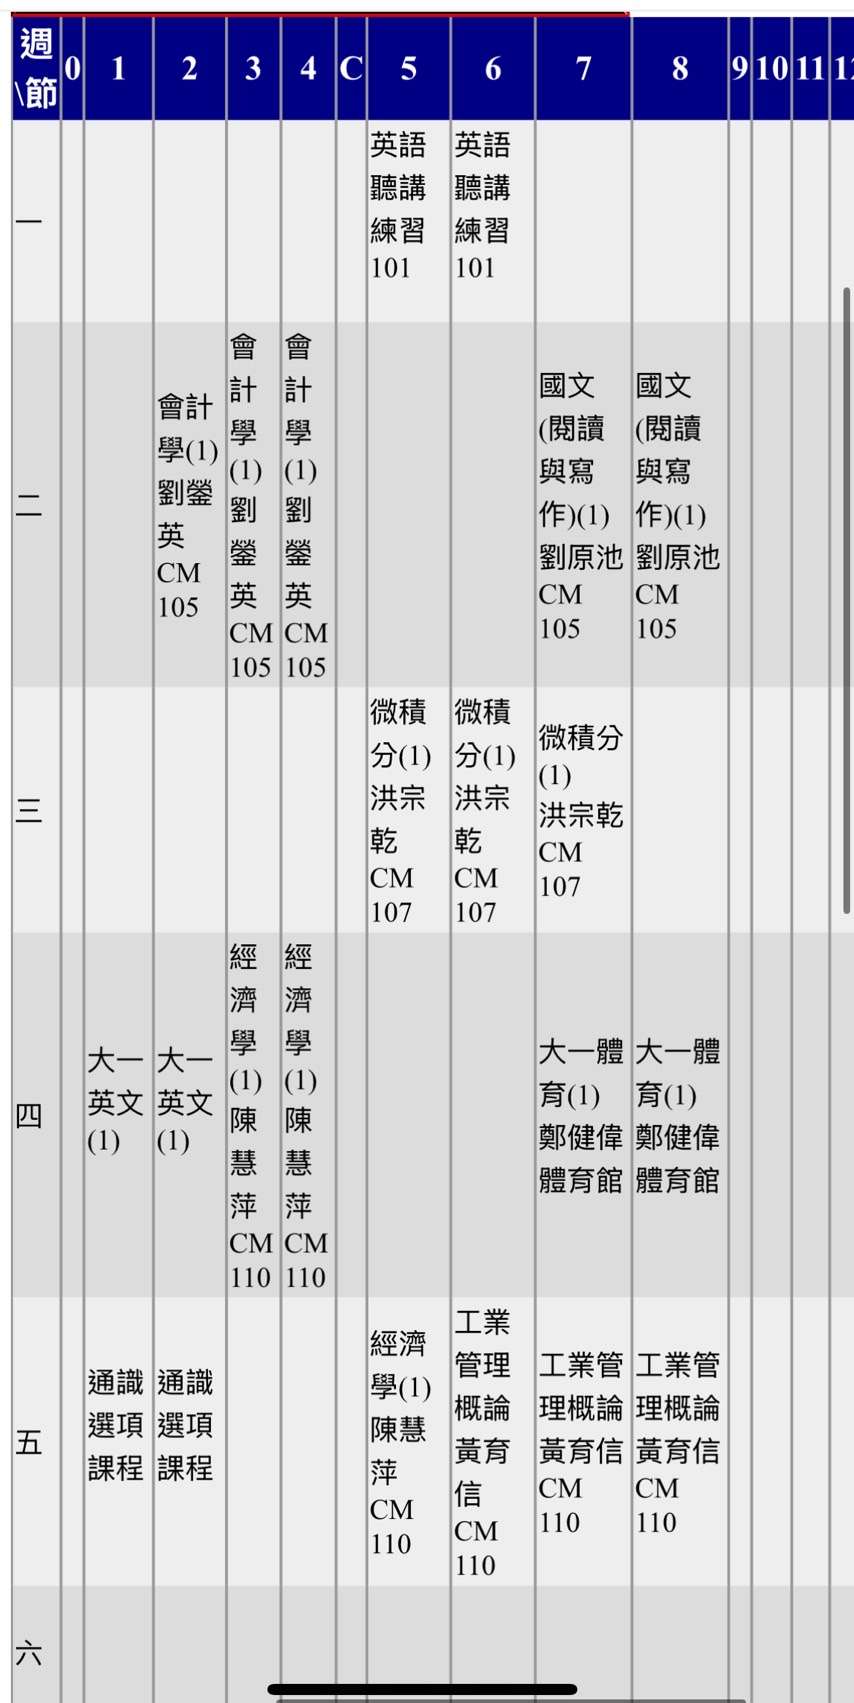 週
\節
0
1
2
3
4
C
5
6
7
8
9
10
11
一
英語
聽講
練習
101
英語
聽講
練習
101
二
會計
學(1)
劉鎣
英
CM
105
會
計
學
(1)
劉
鎣
英
CM
105
會
計
學
(1)
劉
鎣
英
CM
105
國文
(閱讀
與寫
作)(1)
劉原池
CM
105
國文
(閱讀
與寫
作)(1)
劉原池
CM
105
三
微積
分(1)
洪宗
乾
CM
107
微積
分(1)
洪宗
乾
CM
107
微積分
(1)
洪宗乾
CM
107
四
大一
英文
(1)
大一
英文
(1)
經
濟
學
(1)
陳
慧
萍
CM
110
經
濟
學
(1)
陳
慧
萍
CM
110
大一體
育(1)
鄭健偉
體育館
大一體
育(1)
鄭健偉
體育館
五
通識
選項
課程
通識
選項
課程
經濟
學(1)
陳慧
萍
CM
110
工業
管理
概論
黃育
信
CM
110
工業管
理概論
黃育信
CM
110
工業管
理概論
黃育信
CM
110
六